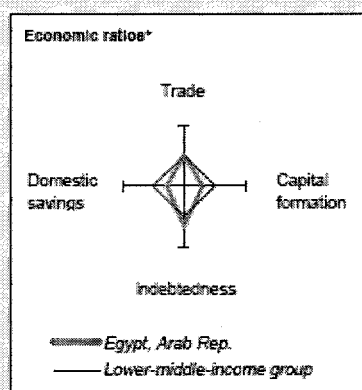 Economic ratios*
Trade
Domestic
savings
Capital
formation
Indebtedness
Egypt, Arab Rep.
Lower-middle-income group